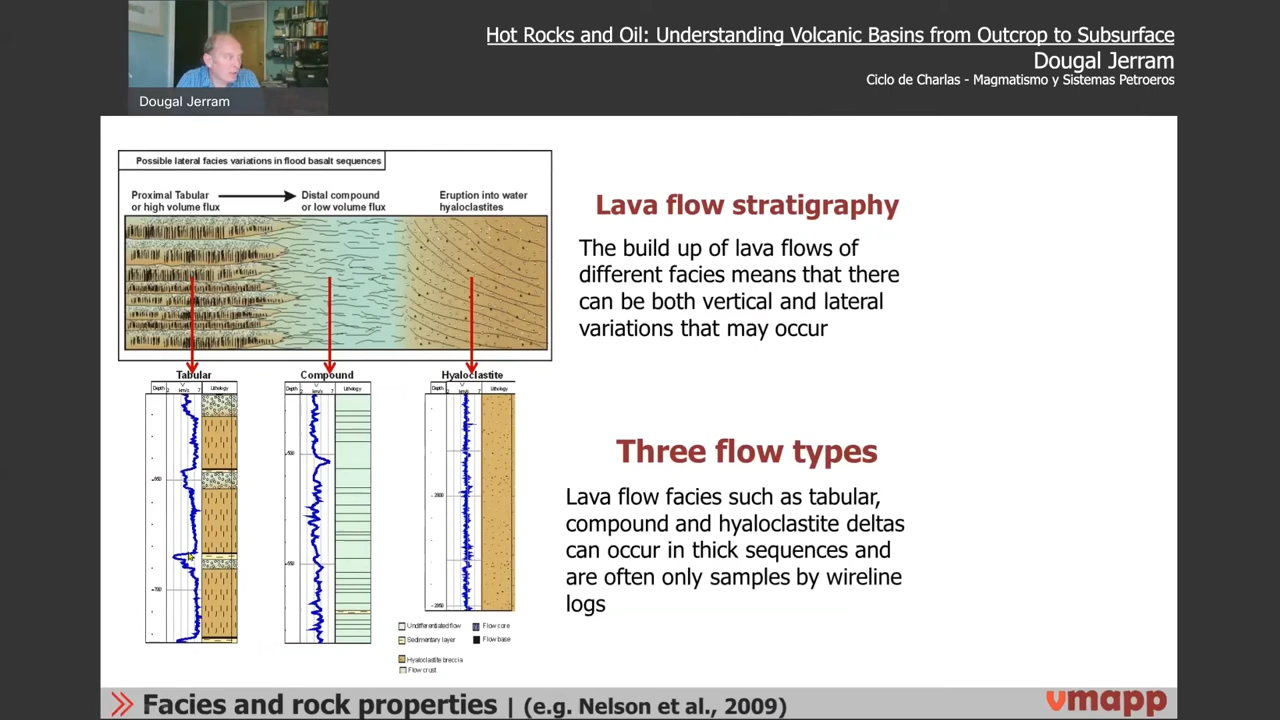 Hot Rocks and Oil: Understanding Volcanic Basins from Outcrop to Subsurface
Dougal Jerram
Ciclo de Charlas - Magmatismo y Sistemas Petroeros
Dougal Jerram
Possible lateral facies variations in flood basalt sequences
Proximal Tabular
or high volume flux
Distal compound
or low volume flux
Eruption into water
hyaloclastites
Tabular
Compound
Hyaloclastite
Depth
V
km/s
7
Lithology
Depth
V
km/s
7
Lithology
Depth
V
km/s
7
Lithology
Undifferentiated flow
Flow core
Sedimentary layer
Flow base
Hyaloclastite breccia
Flow crust
Lava flow stratigraphy
The build up of lava flows of
different facies means that there
can be both vertical and lateral
variations that may occur
Three flow types
Lava flow facies such as tabular,
compound and hyaloclastite deltas
can occur in thick sequences and
are often only samples by wireline
logs
Facies and rock properties | (e.g. Nelson et al., 2009)
vmapp